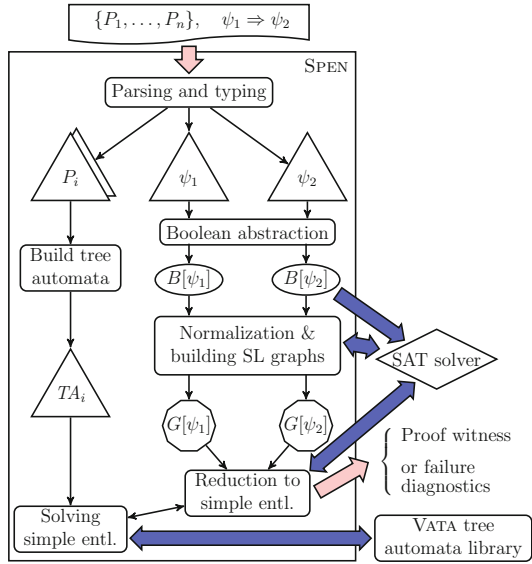 {P₁, . . . , Pₙ},   ψ₁ ⇒ ψ₂
SPEN
Parsing and typing
Pᵢ
ψ₁
ψ₂
Boolean abstraction
Build tree
automata
B[ψ₁]
B[ψ₂]
Normalization &
building SL graphs
SAT solver
TAᵢ
G[ψ₁]
G[ψ₂]
Proof witness
or failure
diagnostics
Reduction to
simple entl.
Solving
simple entl.
VATA tree
automata library